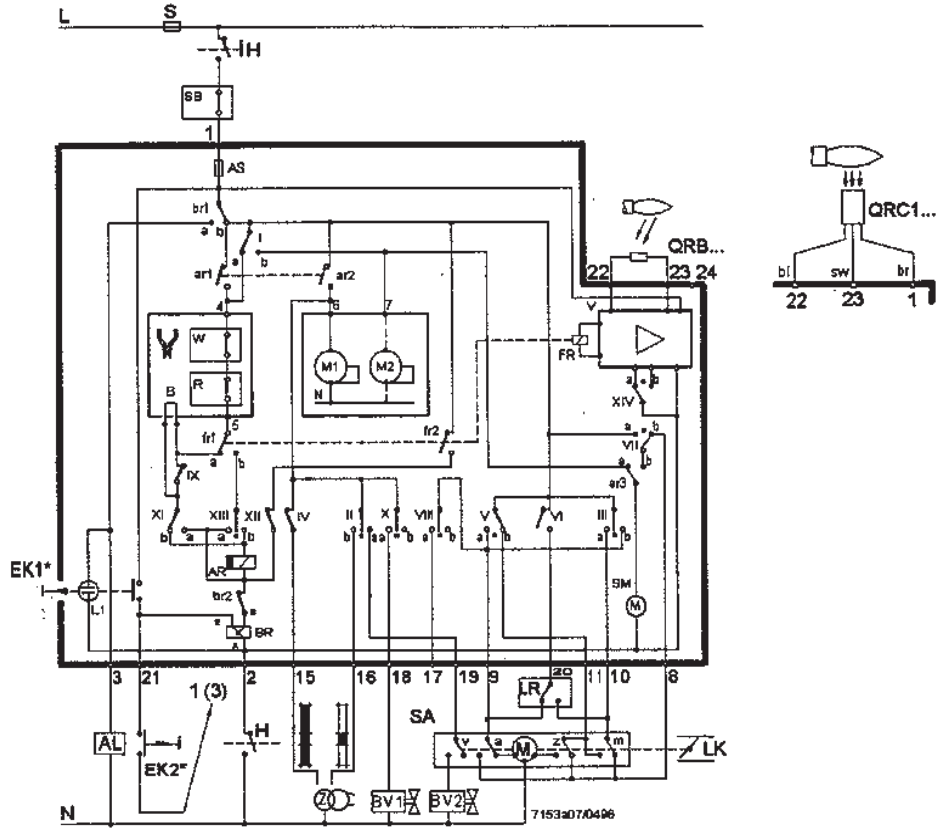 L S
H
SB
1
AS
br1
a b
I
a b
ar1
ar2
QRB...
22 23 24
QRC1...
bl sw br
22 23 1
4
6 7
V
W
R
B
M1 M2
N
FR
a b
XIV
5
fr1
a b
fr2
a b
VII
a b
ar3
IX
XI XIII XII IV II X VIII V VI III
b a a b b a a b a b a b a b
AR
EK1*
L1
br2
a
BR
SM
M
3 21 2 15 16 18 17 19 9 20 11 10 8
1 (3)
LR
SA
H
AL
EK2*
v a M z m
LK
Z
BV1 BV2
7153a07/0496
N